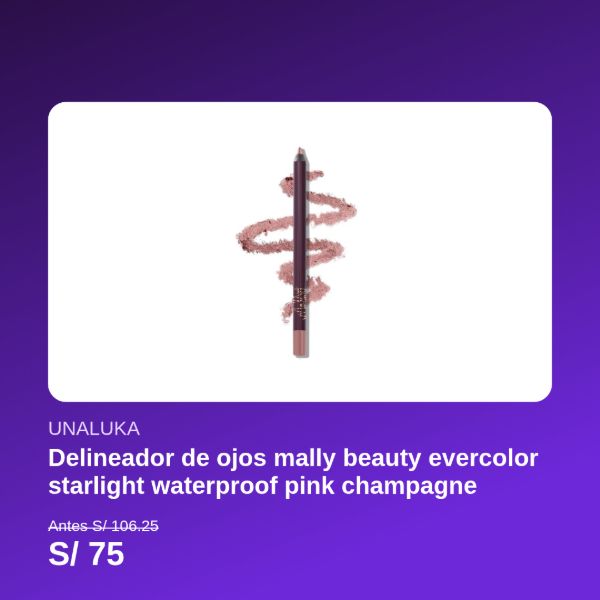 UNALUKA
Delineador de ojos mally beauty evercolor
starlight waterproof pink champagne
Antes S/ 106.25
S/ 75